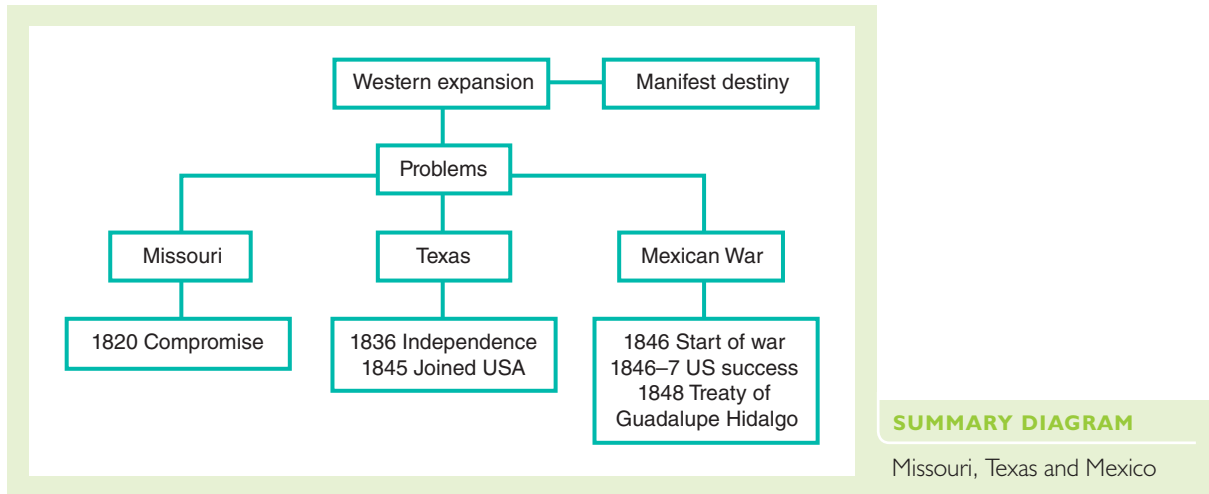 Western expansion
Manifest destiny
Problems
Missouri
Texas
Mexican War
1820 Compromise
1836 Independence
1845 Joined USA
1846 Start of war
1846–7 US success
1848 Treaty of
Guadalupe Hidalgo
SUMMARY DIAGRAM
Missouri, Texas and Mexico